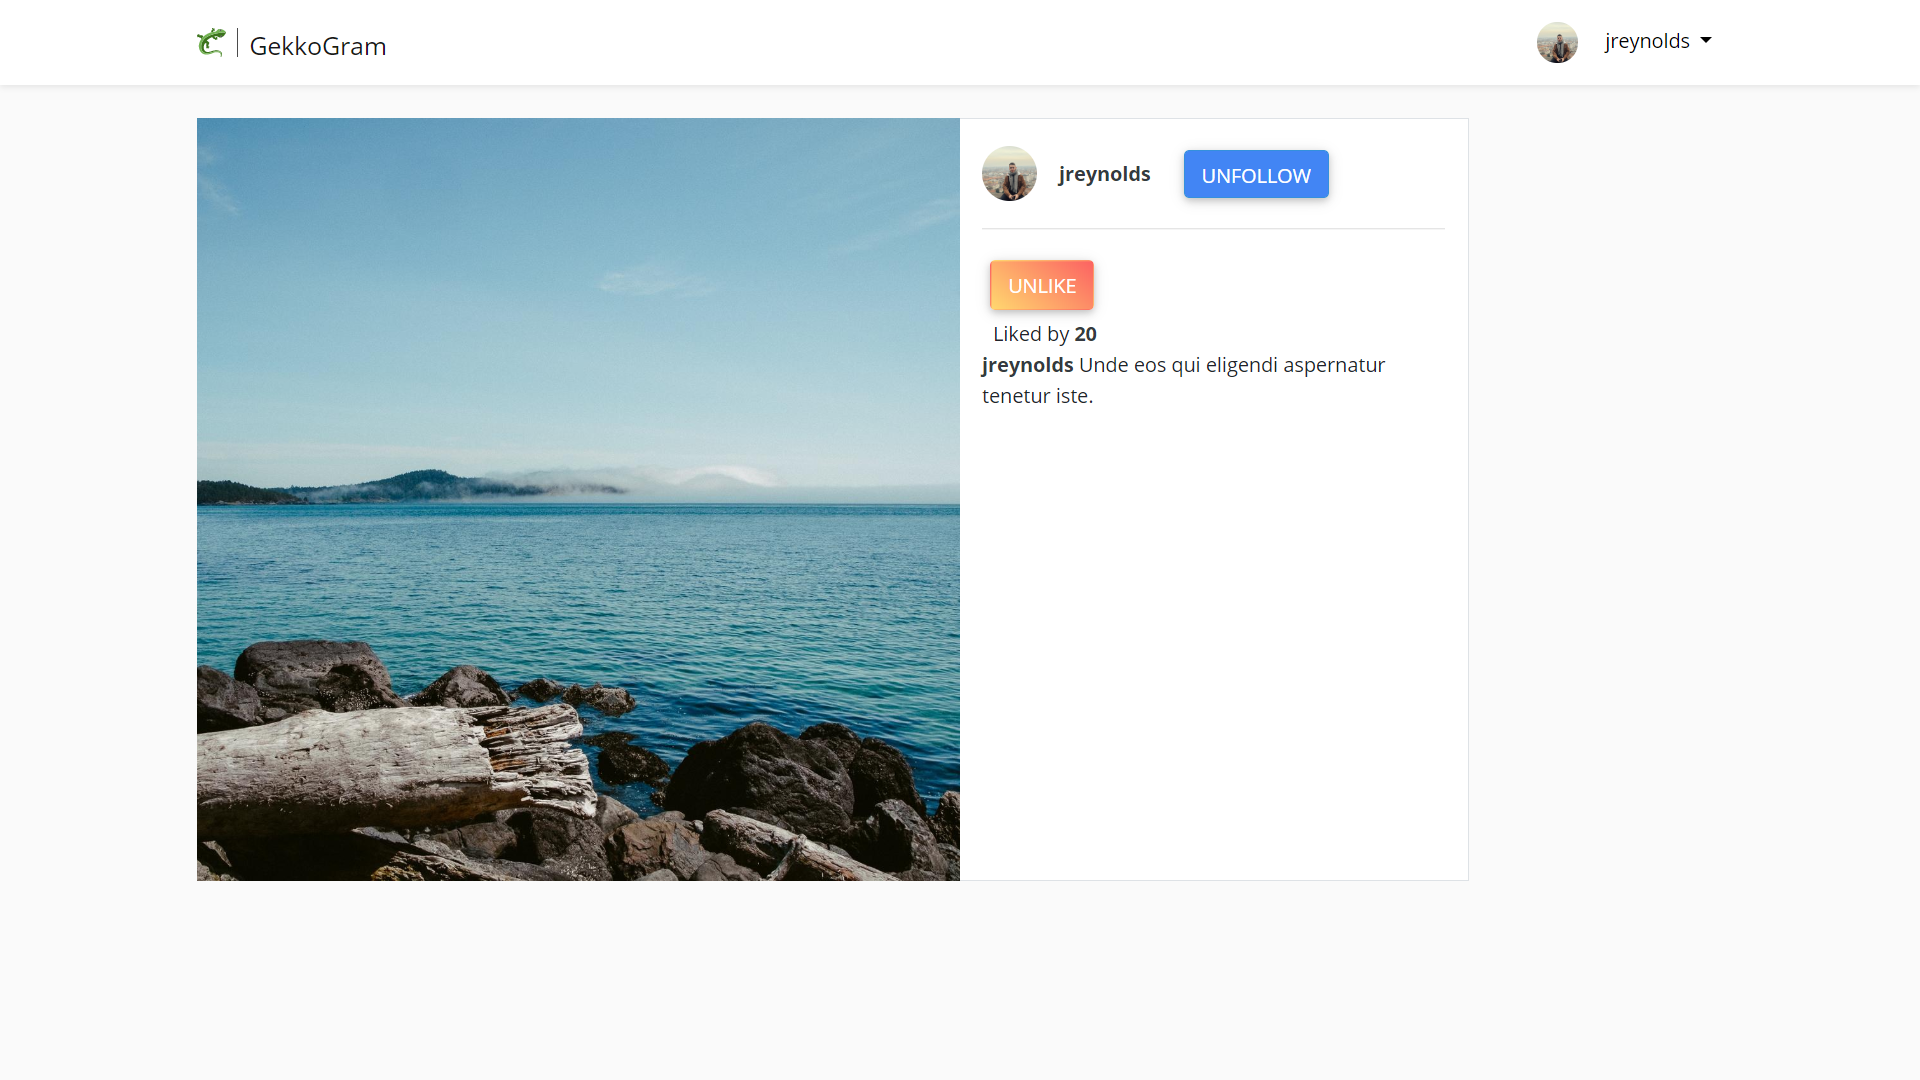 GekkoGram
jreynolds
jreynolds
UNFOLLOW
UNLIKE
Liked by 20
jreynolds Unde eos qui eligendi aspernatur
tenetur iste.